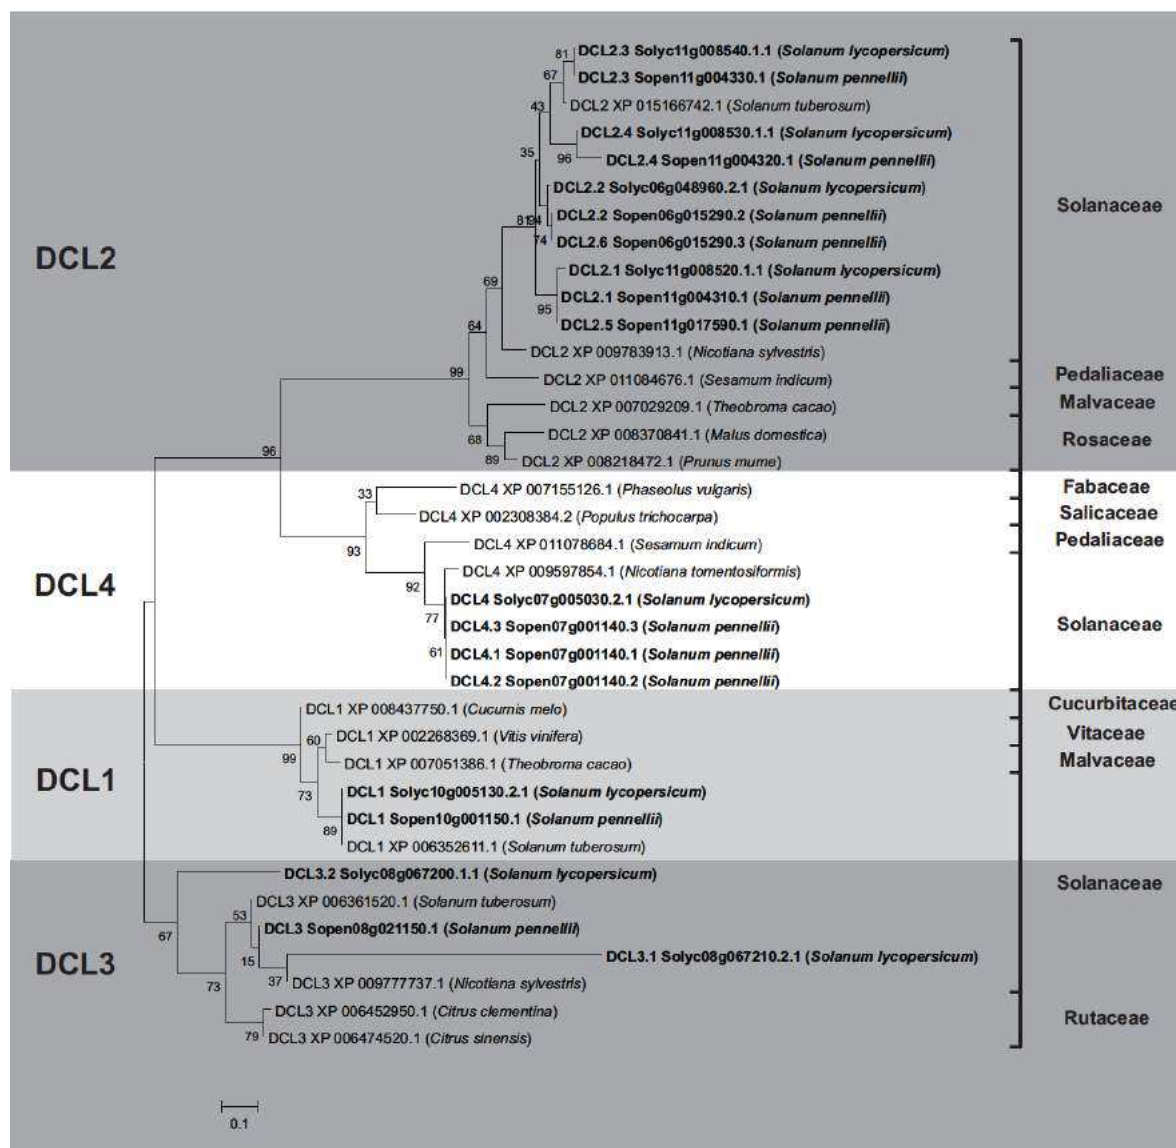 DCL2.3 Solyc11g008540.1.1 (Solanum lycopersicum)
DCL2.3 Sopen11g004330.1 (Solanum pennellii)
DCL2 XP 015166742.1 (Solanum tuberosum)
DCL2.4 Solyc11g008530.1.1 (Solanum lycopersicum)
DCL2.4 Sopen11g004320.1 (Solanum pennellii)
DCL2.2 Solyc06g048960.2.1 (Solanum lycopersicum)
DCL2.2 Sopen06g015290.2 (Solanum pennellii)
DCL2.6 Sopen06g015290.3 (Solanum pennellii)
DCL2.1 Solyc11g008520.1.1 (Solanum lycopersicum)
DCL2.1 Sopen11g004310.1 (Solanum pennellii)
DCL2.5 Sopen11g017590.1 (Solanum pennellii)
DCL2 XP 009783913.1 (Nicotiana sylvestris)
DCL2 XP 011084676.1 (Sesamum indicum)
DCL2 XP 007029209.1 (Theobroma cacao)
DCL2 XP 008370841.1 (Malus domestica)
DCL2 XP 008218472.1 (Prunus mume)
DCL4 XP 007155126.1 (Phaseolus vulgaris)
DCL4 XP 002308384.2 (Populus trichocarpa)
DCL4 XP 011078684.1 (Sesamum indicum)
DCL4 XP 009597854.1 (Nicotiana tomentosiformis)
DCL4 Solyc07g005030.2.1 (Solanum lycopersicum)
DCL4.3 Sopen07g001140.3 (Solanum pennellii)
DCL4.1 Sopen07g001140.1 (Solanum pennellii)
DCL4.2 Sopen07g001140.2 (Solanum pennellii)
DCL1 XP 008437750.1 (Cucumis melo)
DCL1 XP 002268369.1 (Vitis vinifera)
DCL1 XP 007051386.1 (Theobroma cacao)
DCL1 Solyc10g005130.2.1 (Solanum lycopersicum)
DCL1 Sopen10g001150.1 (Solanum pennellii)
DCL1 XP 006352611.1 (Solanum tuberosum)
DCL3.2 Solyc08g067200.1.1 (Solanum lycopersicum)
DCL3 XP 006361520.1 (Solanum tuberosum)
DCL3 Sopen08g021150.1 (Solanum pennellii)
DCL3.1 Solyc08g067210.2.1 (Solanum lycopersicum)
DCL3 XP 009777737.1 (Nicotiana sylvestris)
DCL3 XP 006452950.1 (Citrus clementina)
DCL3 XP 006474520.1 (Citrus sinensis)
81
67
43
96
35
81
94
74
95
69
64
99
68
89
96
33
93
92
77
61
60
99
73
89
53
67
15
37
73
79
DCL2
DCL4
DCL1
DCL3
Solanaceae
Pedaliaceae
Malvaceae
Rosaceae
Fabaceae
Salicaceae
Pedaliaceae
Solanaceae
Cucurbitaceae
Vitaceae
Malvaceae
Solanaceae
Rutaceae
0.1